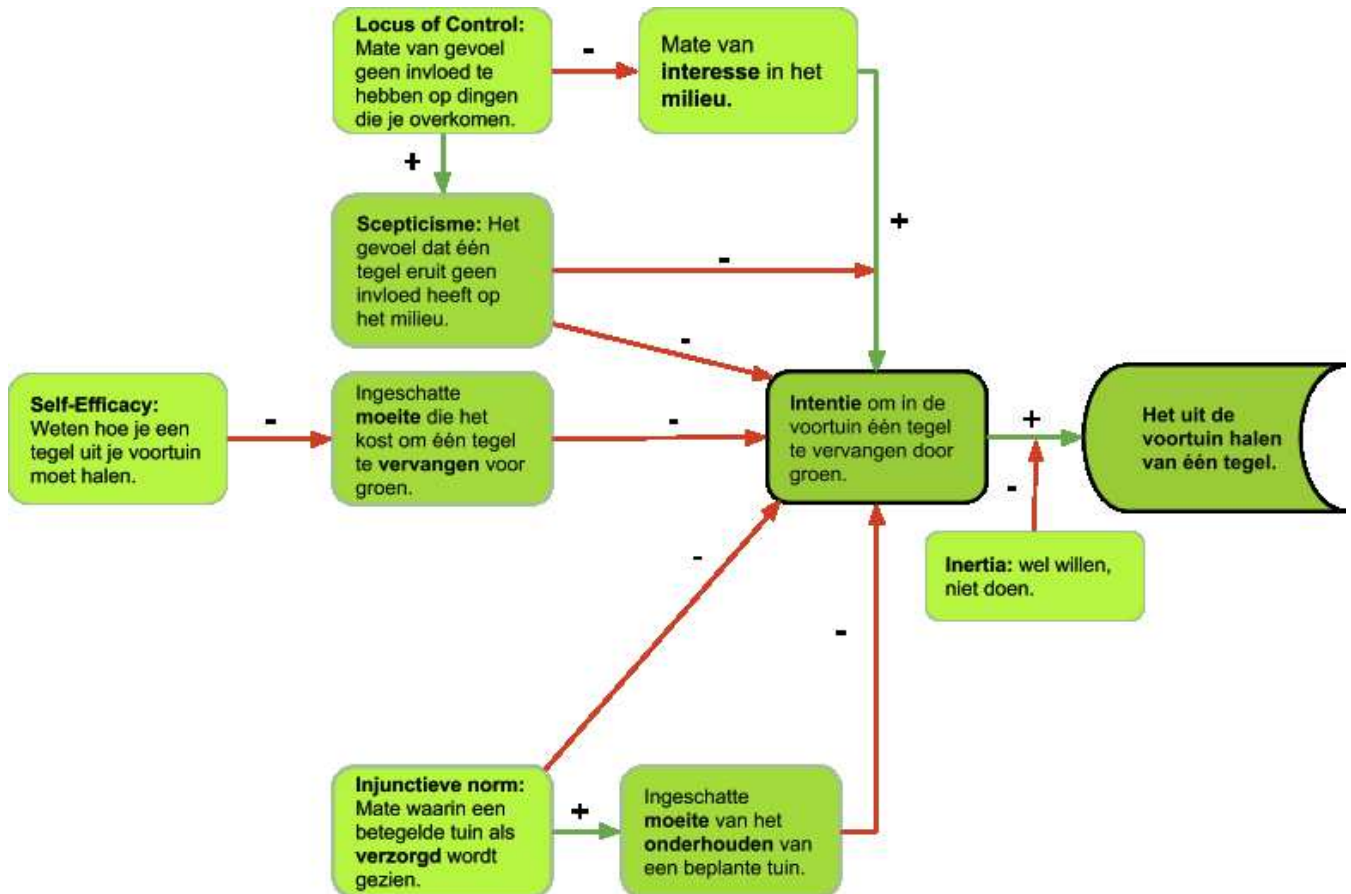 Locus of Control:
Mate van gevoel
geen invloed te
hebben op dingen
die je overkomen.
-
Mate van
interesse in het
milieu.
+
Scepticisme: Het
gevoel dat één
tegel eruit geen
invloed heeft op
het milieu.
-
+
-
Self-Efficacy:
Weten hoe je een
tegel uit je voortuin
moet halen.
-
Ingeschatte
moeite die het
kost om één tegel
te vervangen voor
groen.
-
Intentie om in de
voortuin één tegel
te vervangen door
groen.
+
Het uit de
voortuin halen
van één tegel.
-
Inertia: wel willen,
niet doen.
-
-
Injunctieve norm:
Mate waarin een
betegelde tuin als
verzorgd wordt
gezien.
+
Ingeschatte
moeite van het
onderhouden van
een beplante tuin.